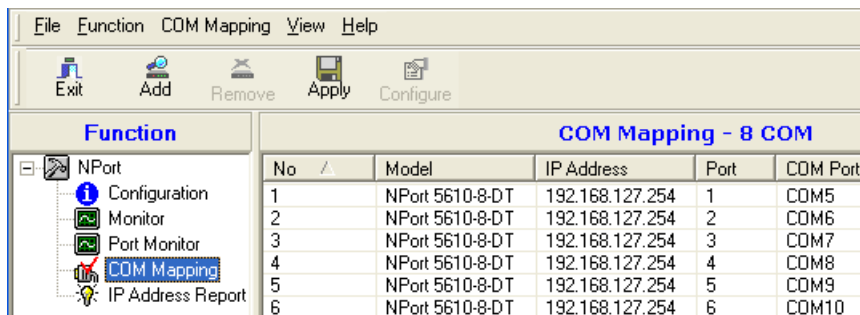 File Function COM Mapping View Help
Exit Add Remove Apply Configure
Function
COM Mapping - 8 COM
NPort
Configuration
Monitor
Port Monitor
COM Mapping
IP Address Report
No Model IP Address Port COM Port
1 NPort 5610-8-DT 192.168.127.254 1 COM5
2 NPort 5610-8-DT 192.168.127.254 2 COM6
3 NPort 5610-8-DT 192.168.127.254 3 COM7
4 NPort 5610-8-DT 192.168.127.254 4 COM8
5 NPort 5610-8-DT 192.168.127.254 5 COM9
6 NPort 5610-8-DT 192.168.127.254 6 COM10